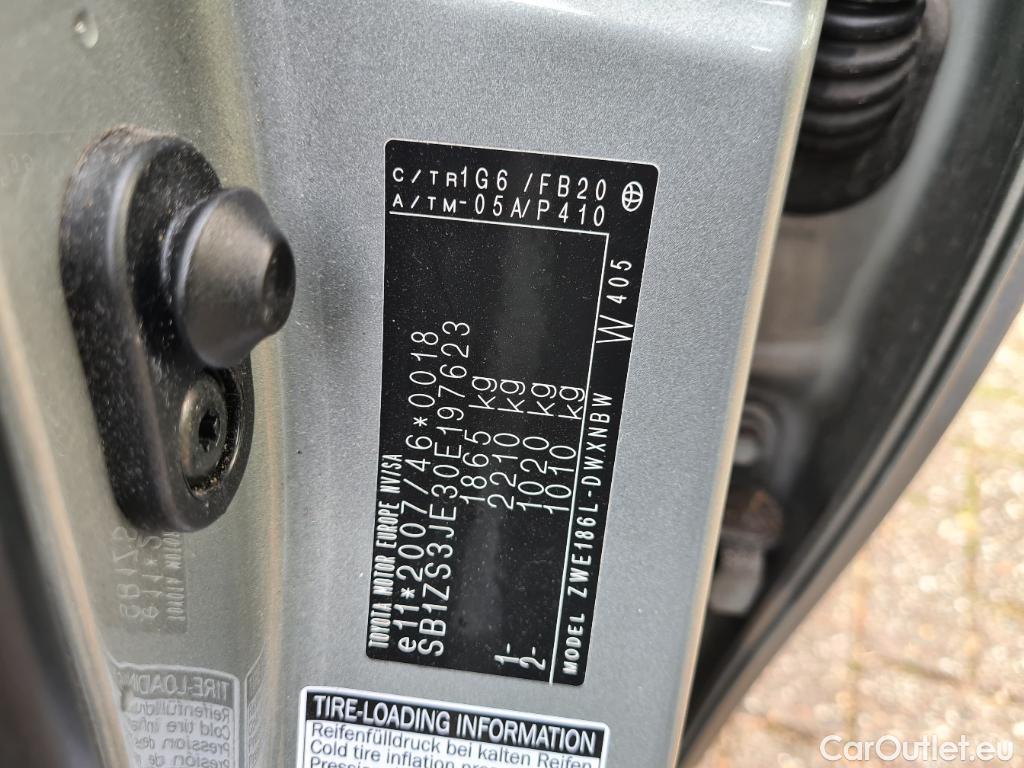 C/TR 1G6 /FB20
A/TM -05A/P410
TOYOTA MOTOR EUROPE NV/SA
e11*2007/46*0018
SB1ZS3JE30E197623
1865 kg
2210 kg
1- 1020 kg
2- 1010 kg
MODEL ZWE186L-DWXNBW W 405
TIRE-LOADING INFORMATION
Reifenfülldruck bei kalten Reifen
Cold tire inflation
CarOutlet.eu